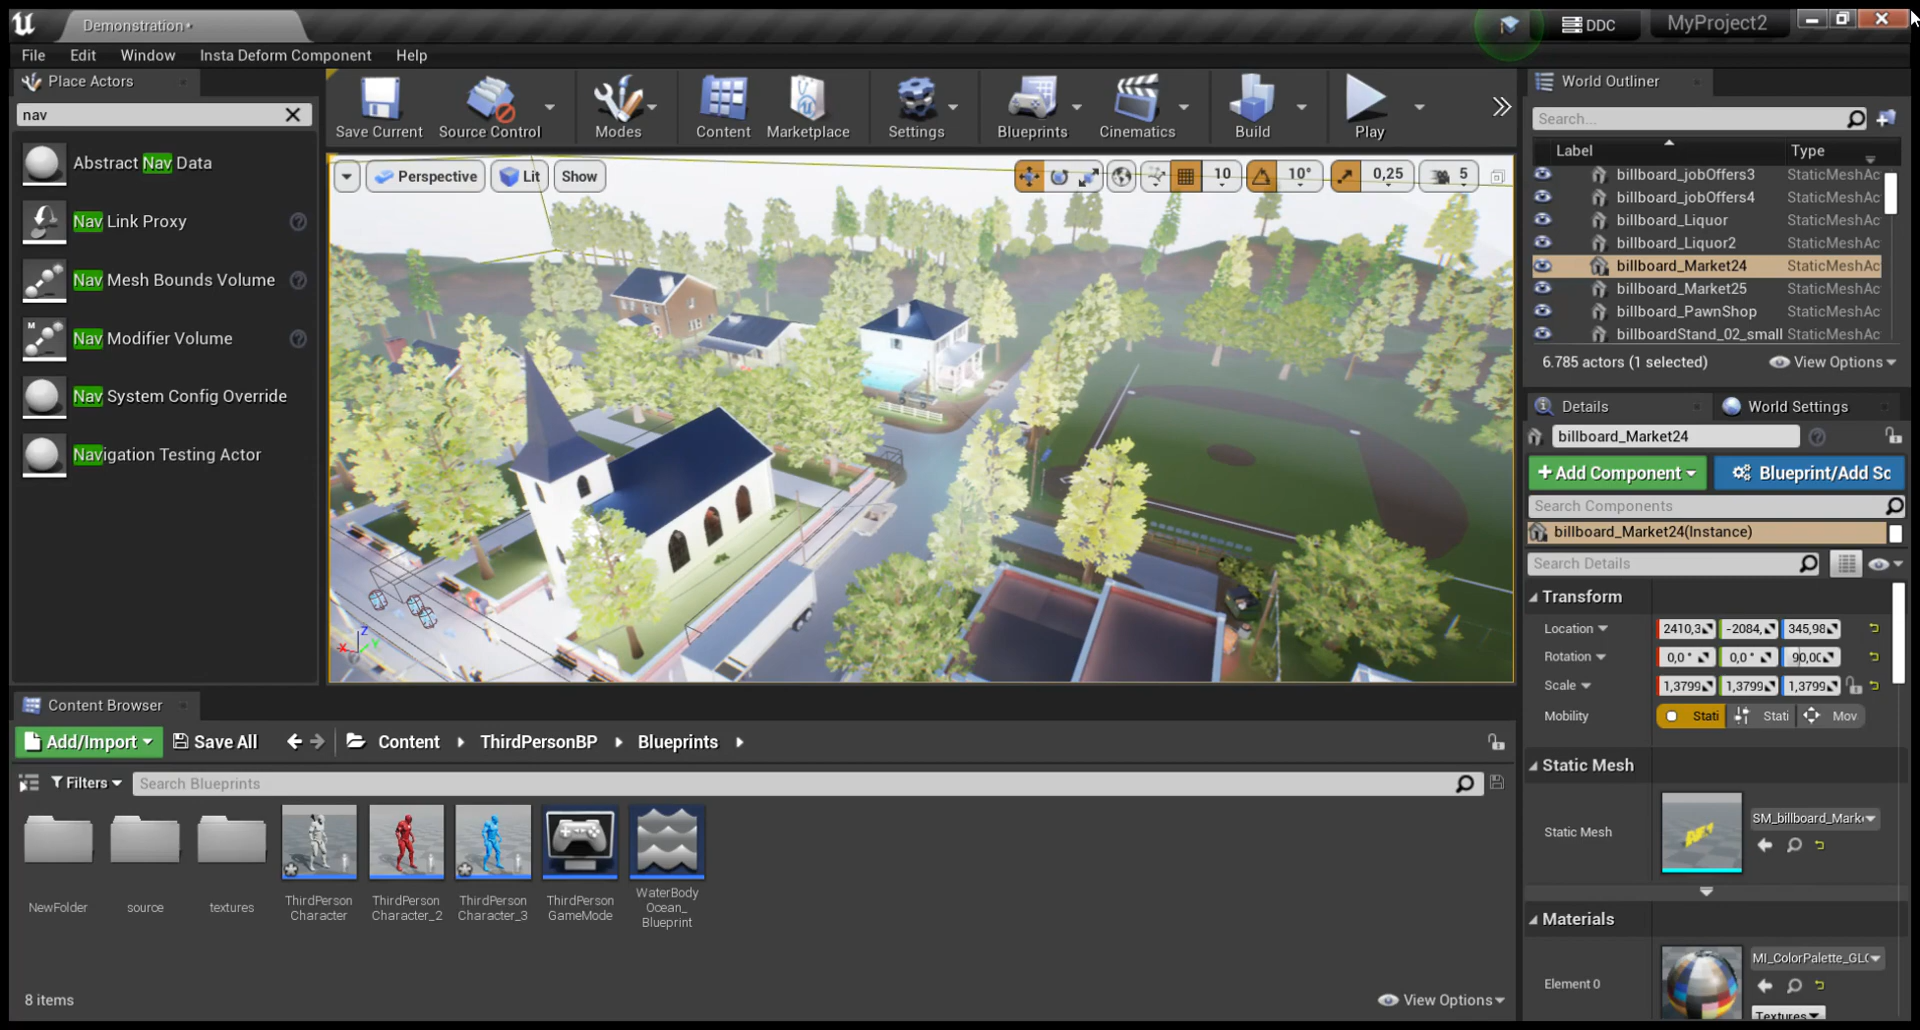 Demonstration•
DDC
MyProject2
File Edit Window Insta Deform Component Help
Place Actors
nav
Abstract Nav Data
Nav Link Proxy
Nav Mesh Bounds Volume
M
Nav Modifier Volume
Nav System Config Override
Navigation Testing Actor
Save Current
Source Control
Modes
Content
Marketplace
Settings
Blueprints
Cinematics
Build
Play
Perspective
Lit
Show
10
10°
0,25
5
Z
X
Y
World Outliner
Search...
Label Type
billboard_jobOffers3 StaticMeshAc
billboard_jobOffers4 StaticMeshAc
billboard_Liquor StaticMeshAc
billboard_Liquor2 StaticMeshAc
billboard_Market24 StaticMeshAc
billboard_Market25 StaticMeshAc
billboard_PawnShop StaticMeshAc
billboardStand_02_small StaticMeshAc
6.785 actors (1 selected)
View Options
Details
World Settings
billboard_Market24
+Add Component
Blueprint/Add Sc
Search Components
billboard_Market24(Instance)
Search Details
Transform
Location 2410,3 -2084, 345,98
Rotation 0,0 ° 0,0 ° 90,00
Scale 1,3799 1,3799 1,3799
Mobility Stati Stati Mov
Static Mesh
Static Mesh
SM_billboard_Mark
Materials
Element 0
MI_ColorPalette_GL
Textures
Content Browser
Add/Import
Save All
Content
ThirdPersonBP
Blueprints
Filters
Search Blueprints
NewFolder
source
textures
ThirdPerson
Character
ThirdPerson
Character_2
ThirdPerson
Character_3
ThirdPerson
GameMode
WaterBody
Ocean_
Blueprint
8 items
View Options